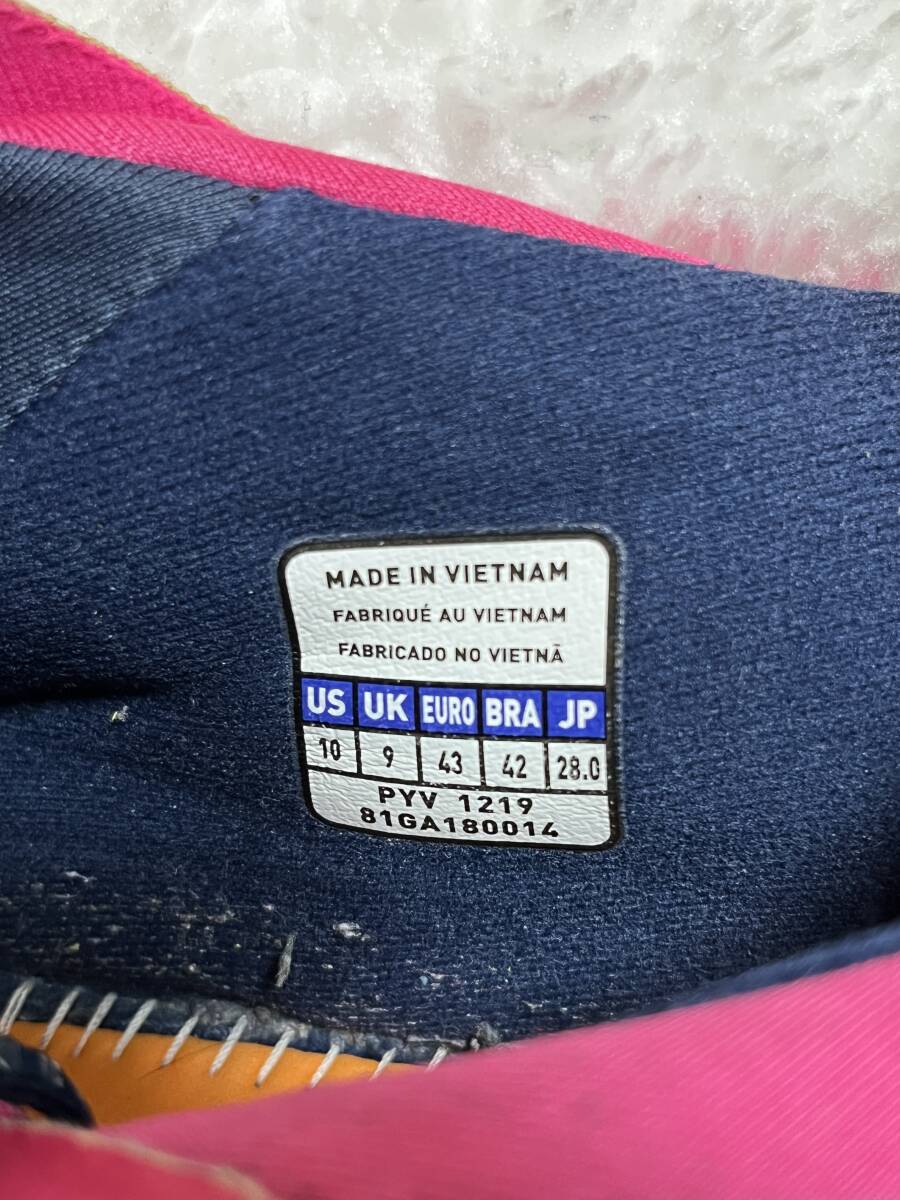 MADE IN VIETNAM
FABRIQUÉ AU VIETNAM
FABRICADO NO VIETNÃ
US UK EURO BRA JP
10 9 43 42 28.0
PYV 1219
81GA180014